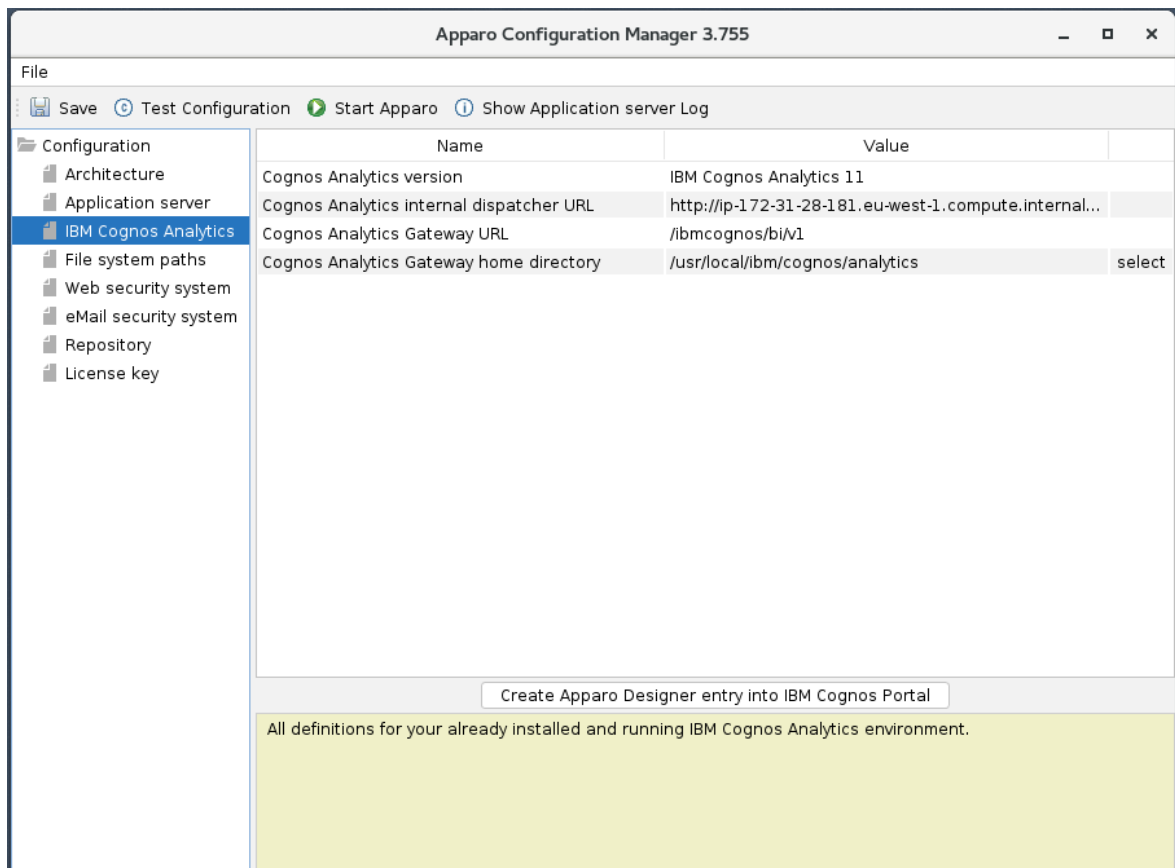 Apparo Configuration Manager 3.755
File
Save Test Configuration Start Apparo Show Application server Log
Configuration
Architecture
Application server
IBM Cognos Analytics
File system paths
Web security system
eMail security system
Repository
License key
Name Value
Cognos Analytics version IBM Cognos Analytics 11
Cognos Analytics internal dispatcher URL http://ip-172-31-28-181.eu-west-1.compute.internal...
Cognos Analytics Gateway URL /ibmcognos/bi/v1
Cognos Analytics Gateway home directory /usr/local/ibm/cognos/analytics select
Create Apparo Designer entry into IBM Cognos Portal
All definitions for your already installed and running IBM Cognos Analytics environment.